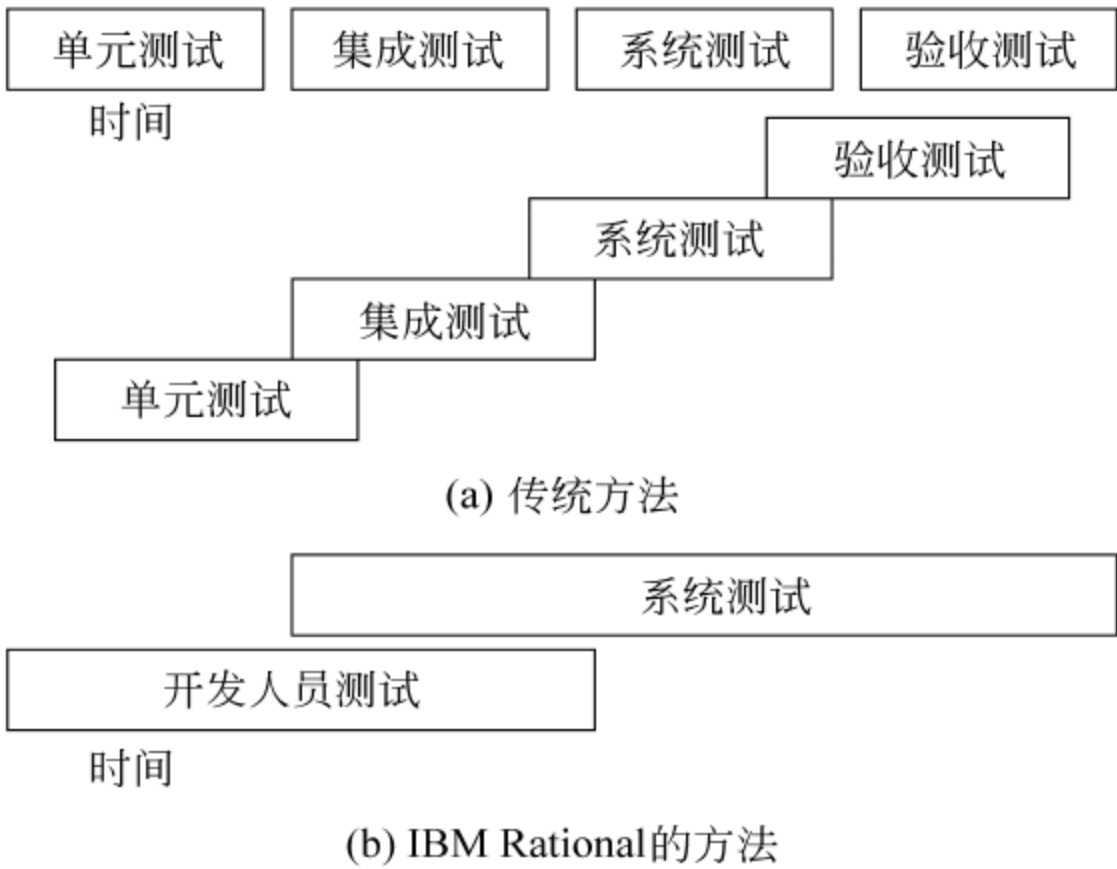 单元测试 集成测试 系统测试 验收测试
时间
验收测试
系统测试
集成测试
单元测试
(a) 传统方法
系统测试
开发人员测试
时间
(b) IBM Rational的方法